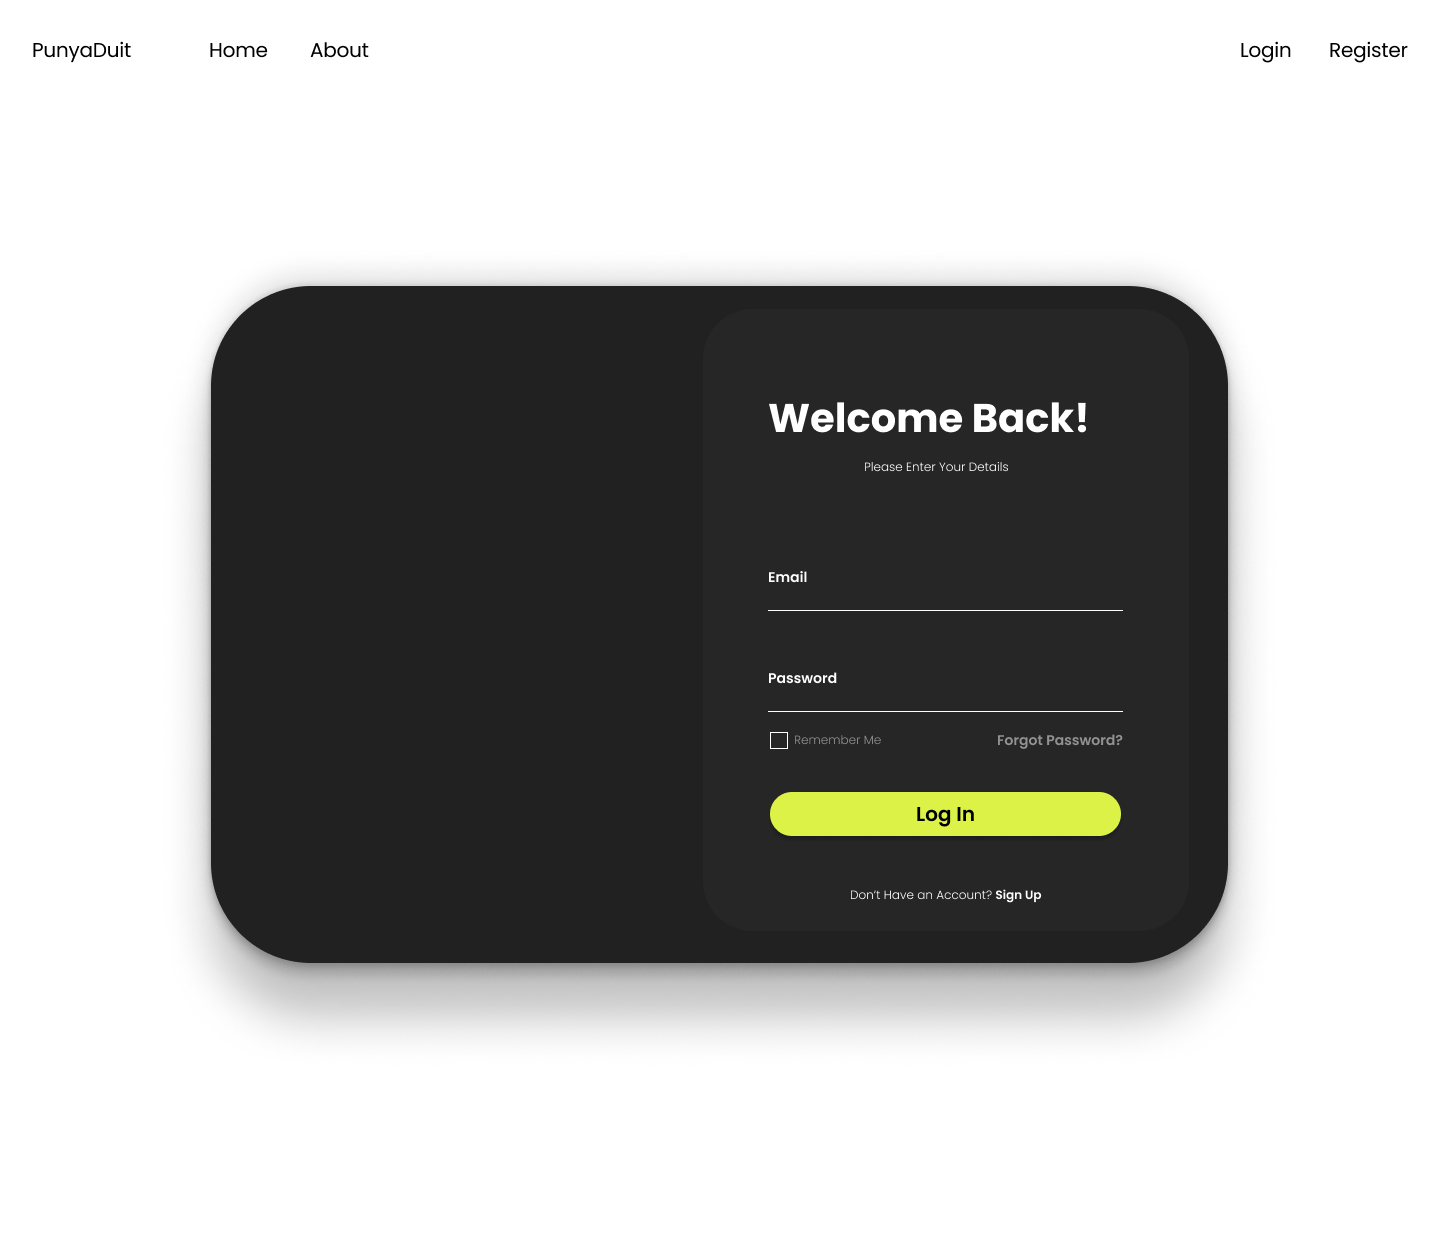 PunyaDuit Home About Login Register
Welcome Back!
Please Enter Your Details
Email
Password
Remember Me Forgot Password?
Log In
Don't Have an Account? Sign Up